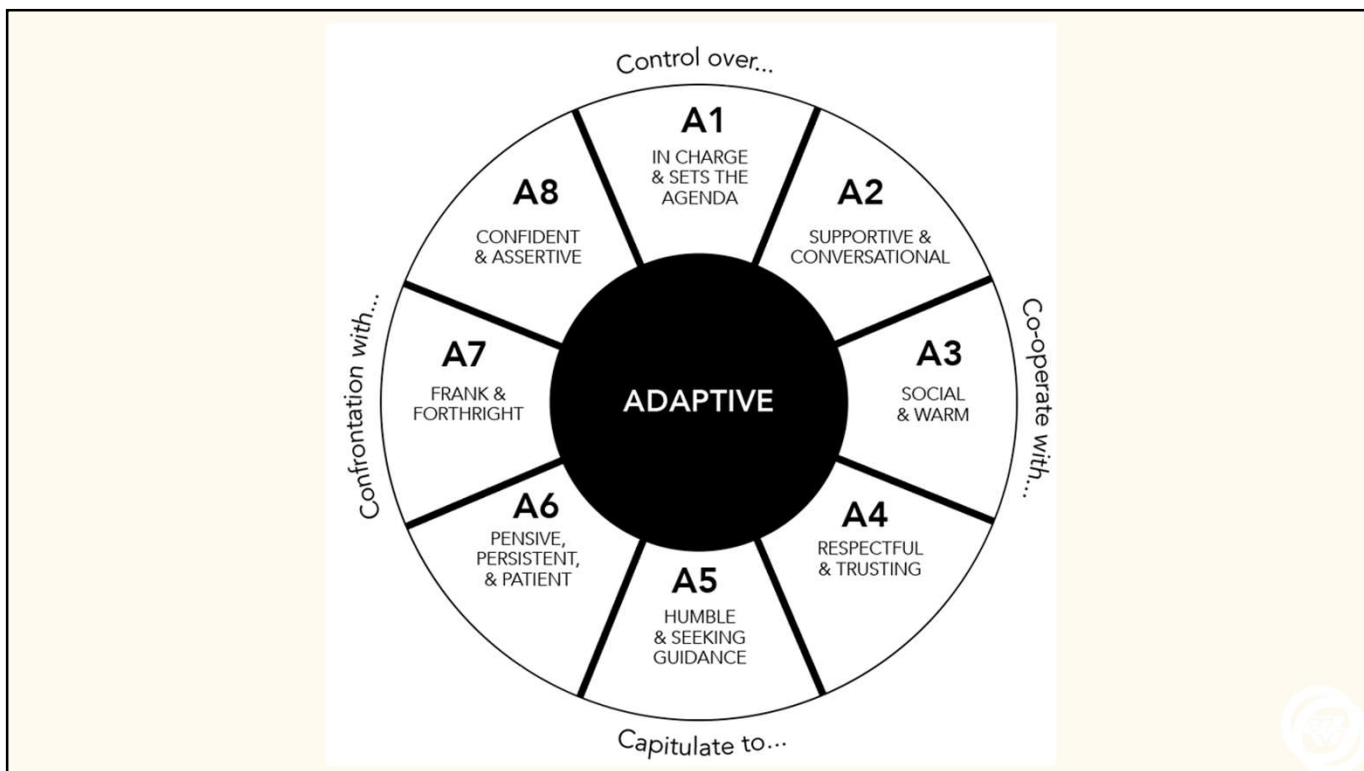 Control over...
A1
IN CHARGE
& SETS THE
AGENDA
A2
SUPPORTIVE &
CONVERSATIONAL
Co-operate with...
A3
SOCIAL
& WARM
A4
RESPECTFUL
& TRUSTING
A5
HUMBLE
& SEEKING
GUIDANCE
Capitulate to...
A6
PENSIVE,
PERSISTENT,
& PATIENT
Confrontation with...
A7
FRANK &
FORTHRIGHT
A8
CONFIDENT
& ASSERTIVE
ADAPTIVE